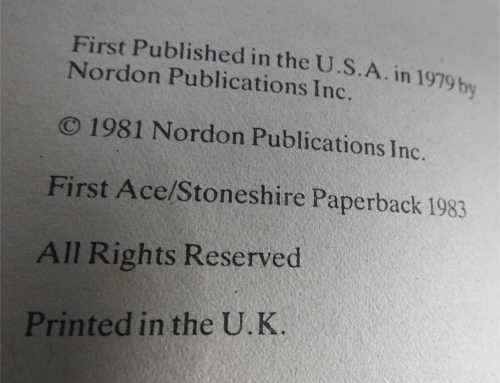 First Published in the U.S.A. in 1979 by
Nordon Publications Inc.
© 1981 Nordon Publications Inc.
First Ace/Stoneshire Paperback 1983
All Rights Reserved
Printed in the U.K.